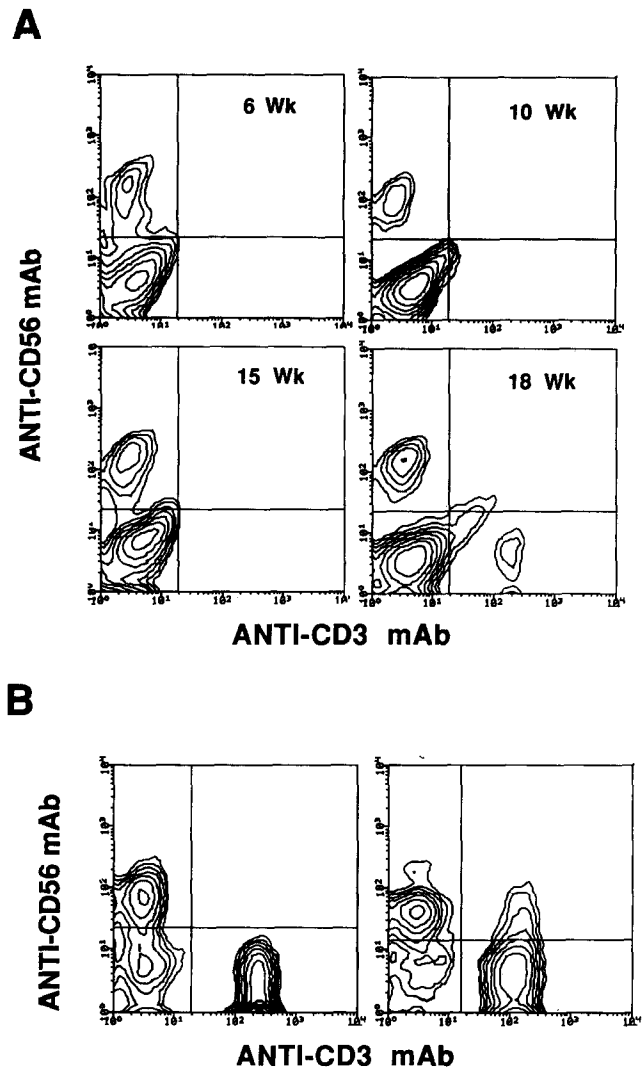 A
6 Wk
10 Wk
15 Wk
18 Wk
ANTI-CD56 mAb
ANTI-CD3 mAb
B
ANTI-CD56 mAb
ANTI-CD3 mAb